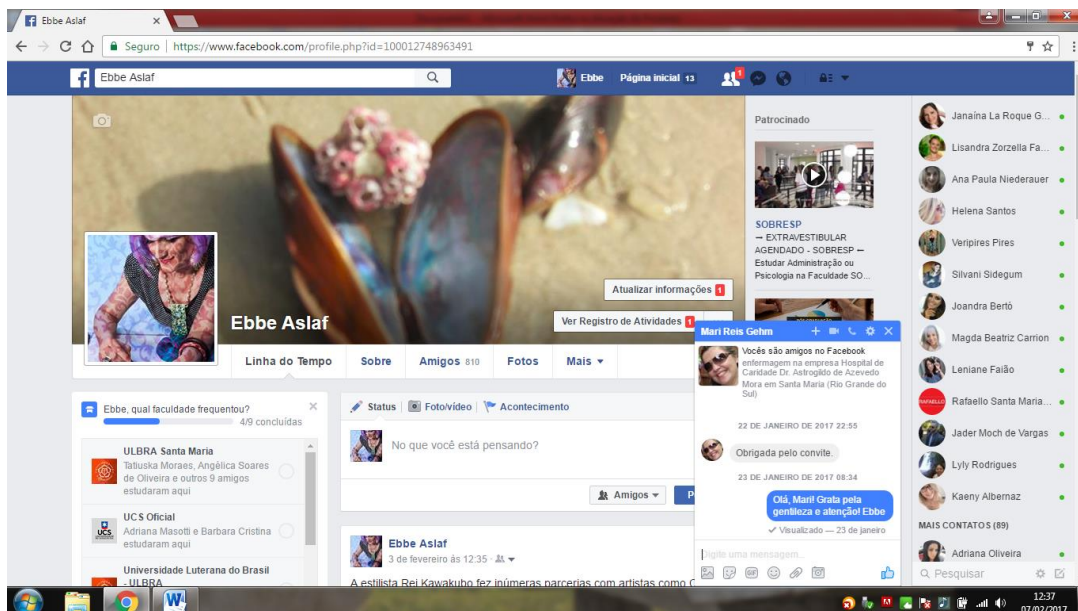 Ebbe Aslaf
Seguro | https://www.facebook.com/profile.php?id=100012748963491
Ebbe Aslaf
Ebbe Página inicial 13
1
Atualizar informações 1
Ver Registro de Atividades 1
Ebbe Aslaf
Linha do Tempo Sobre Amigos 810 Fotos Mais
Ebbe, qual faculdade frequentou?
4/9 concluídas
ULBRA Santa Maria
Tatiuska Moraes, Angélica Soares
de Oliveira e outros 9 amigos
estudaram aqui
UCS
UCS Oficial
Adriana Masotti e Barbara Cristina
estudaram aqui
Universidade Luterana do Brasil
- ULBRA
Status Foto/vídeo Acontecimento
No que você está pensando?
Amigos P
Ebbe Aslaf
3 de fevereiro às 12:35 ·
A estilista Rei Kawakubo fez inúmeras parcerias com artistas como C
Patrocinado
SOBRESP
— EXTRAVESTIBULAR
AGENDADO - SOBRESP —
Estudar Administração ou
Psicologia na Faculdade SO...
Mari Reis Gehm
Vocês são amigos no Facebook
enfermagem na empresa Hospital de
Caridade Dr. Astrogildo de Azevedo
Mora em Santa Maria (Rio Grande do
Sul)
22 DE JANEIRO DE 2017 22:55
Obrigada pelo convite.
23 DE JANEIRO DE 2017 08:34
Olá, Mari! Grata pela
gentileza e atenção! Ebbe
Visualizado — 23 de janeiro
Digite uma mensagem...
GIF
Janaína La Roque G...
Lisandra Zorzella Fa...
Ana Paula Niederauer
Helena Santos
Veripires Pires
Silvani Sidegum
Joandra Bertò
Magda Beatriz Carrion
Leniane Faião
RAFAELLO
Rafaello Santa Maria...
Jader Moch de Vargas
Lyly Rodrigues
Kaeny Albernaz
MAIS CONTATOS (89)
Adriana Oliveira
Pesquisar
12:37
07/02/2017